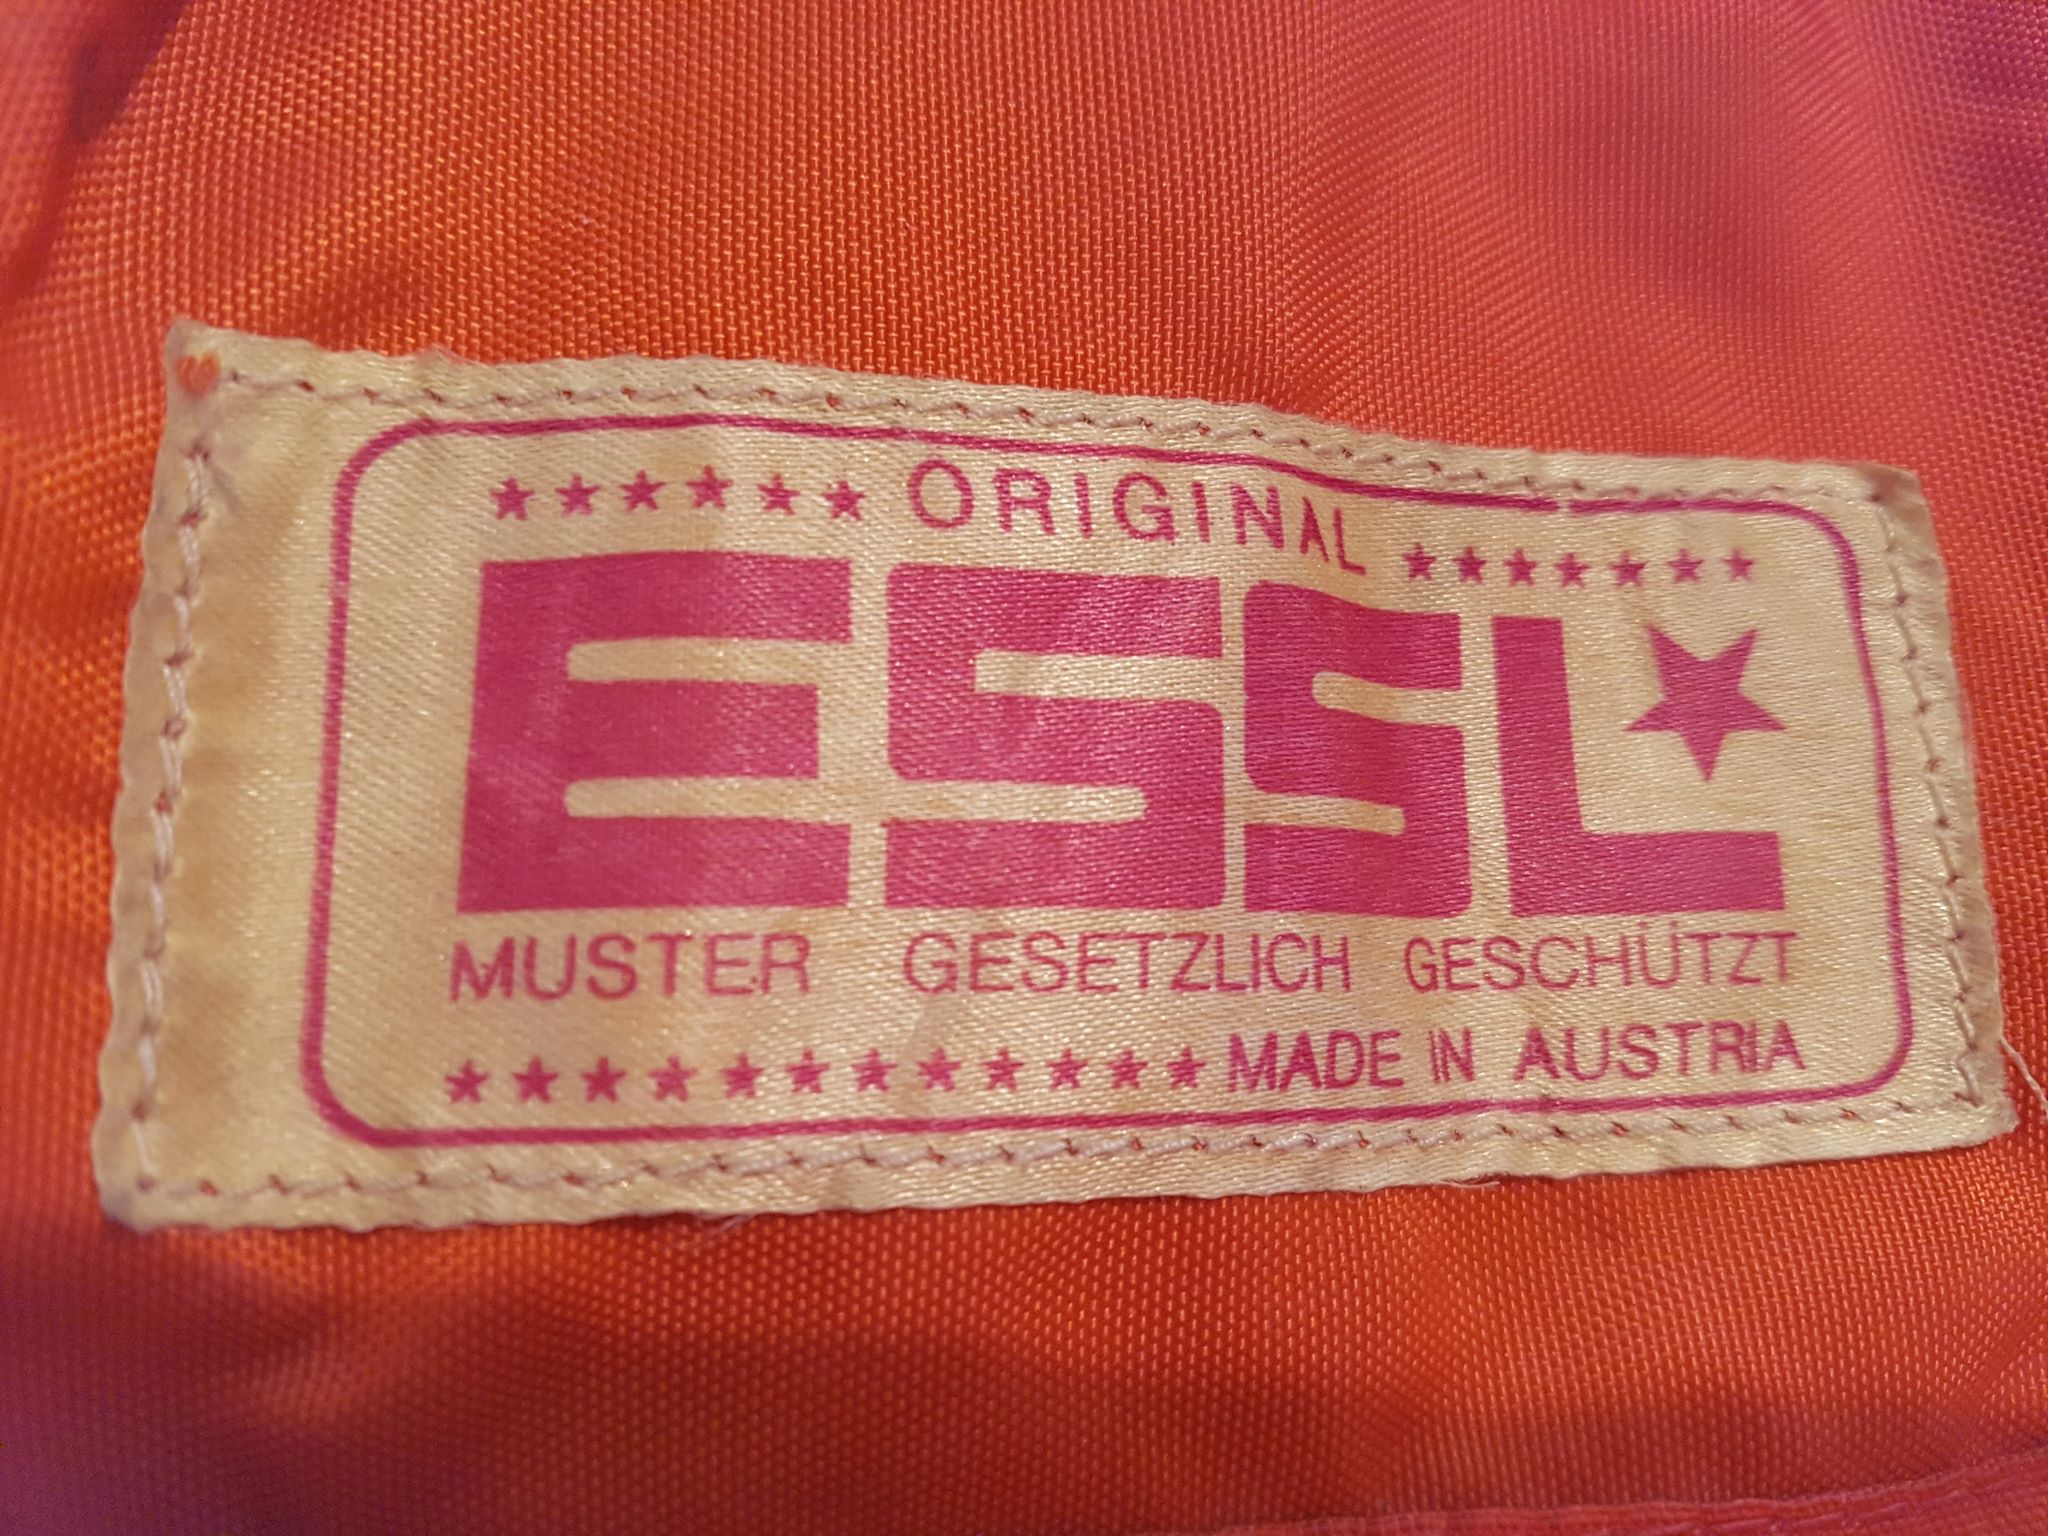 ORIGINAL
ESSL
MUSTER GESETZLICH GESCHÜTZT
MADE IN AUSTRIA